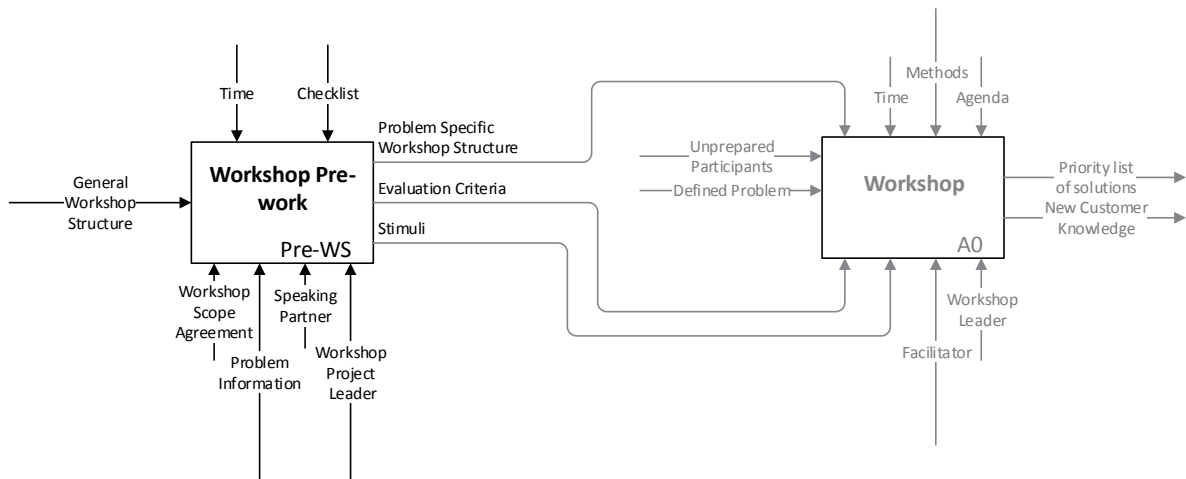 Time
Checklist
General
Workshop
Structure
Workshop Pre-
work
Pre-WS
Workshop
Scope
Agreement
Problem
Information
Speaking
Partner
Workshop
Project
Leader
Problem Specific
Workshop Structure
Evaluation Criteria
Stimuli
Unprepared
Participants
Defined Problem
Time
Methods
Agenda
Workshop
A0
Priority list
of solutions
New Customer
Knowledge
Facilitator
Workshop
Leader